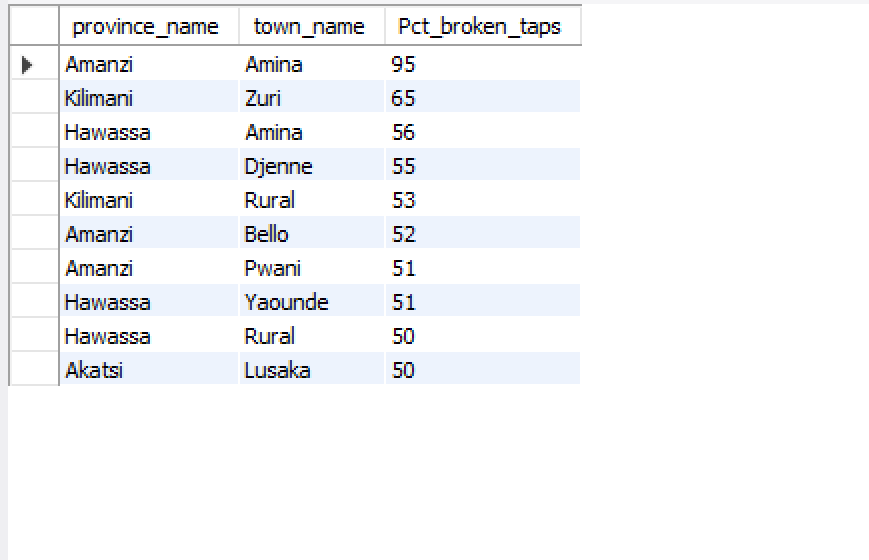 province_name town_name Pct_broken_taps
Amanzi Amina 95
Kilimani Zuri 65
Hawassa Amina 56
Hawassa Djenne 55
Kilimani Rural 53
Amanzi Bello 52
Amanzi Pwani 51
Hawassa Yaounde 51
Hawassa Rural 50
Akatsi Lusaka 50